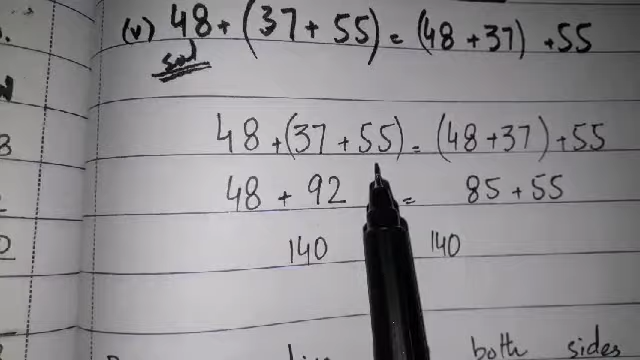 (v) 48 + (37 + 55) = (48 + 37) + 55
sol
48 + (37 + 55) = (48 + 37) + 55
48 + 92 = 85 + 55
140 140
both sides